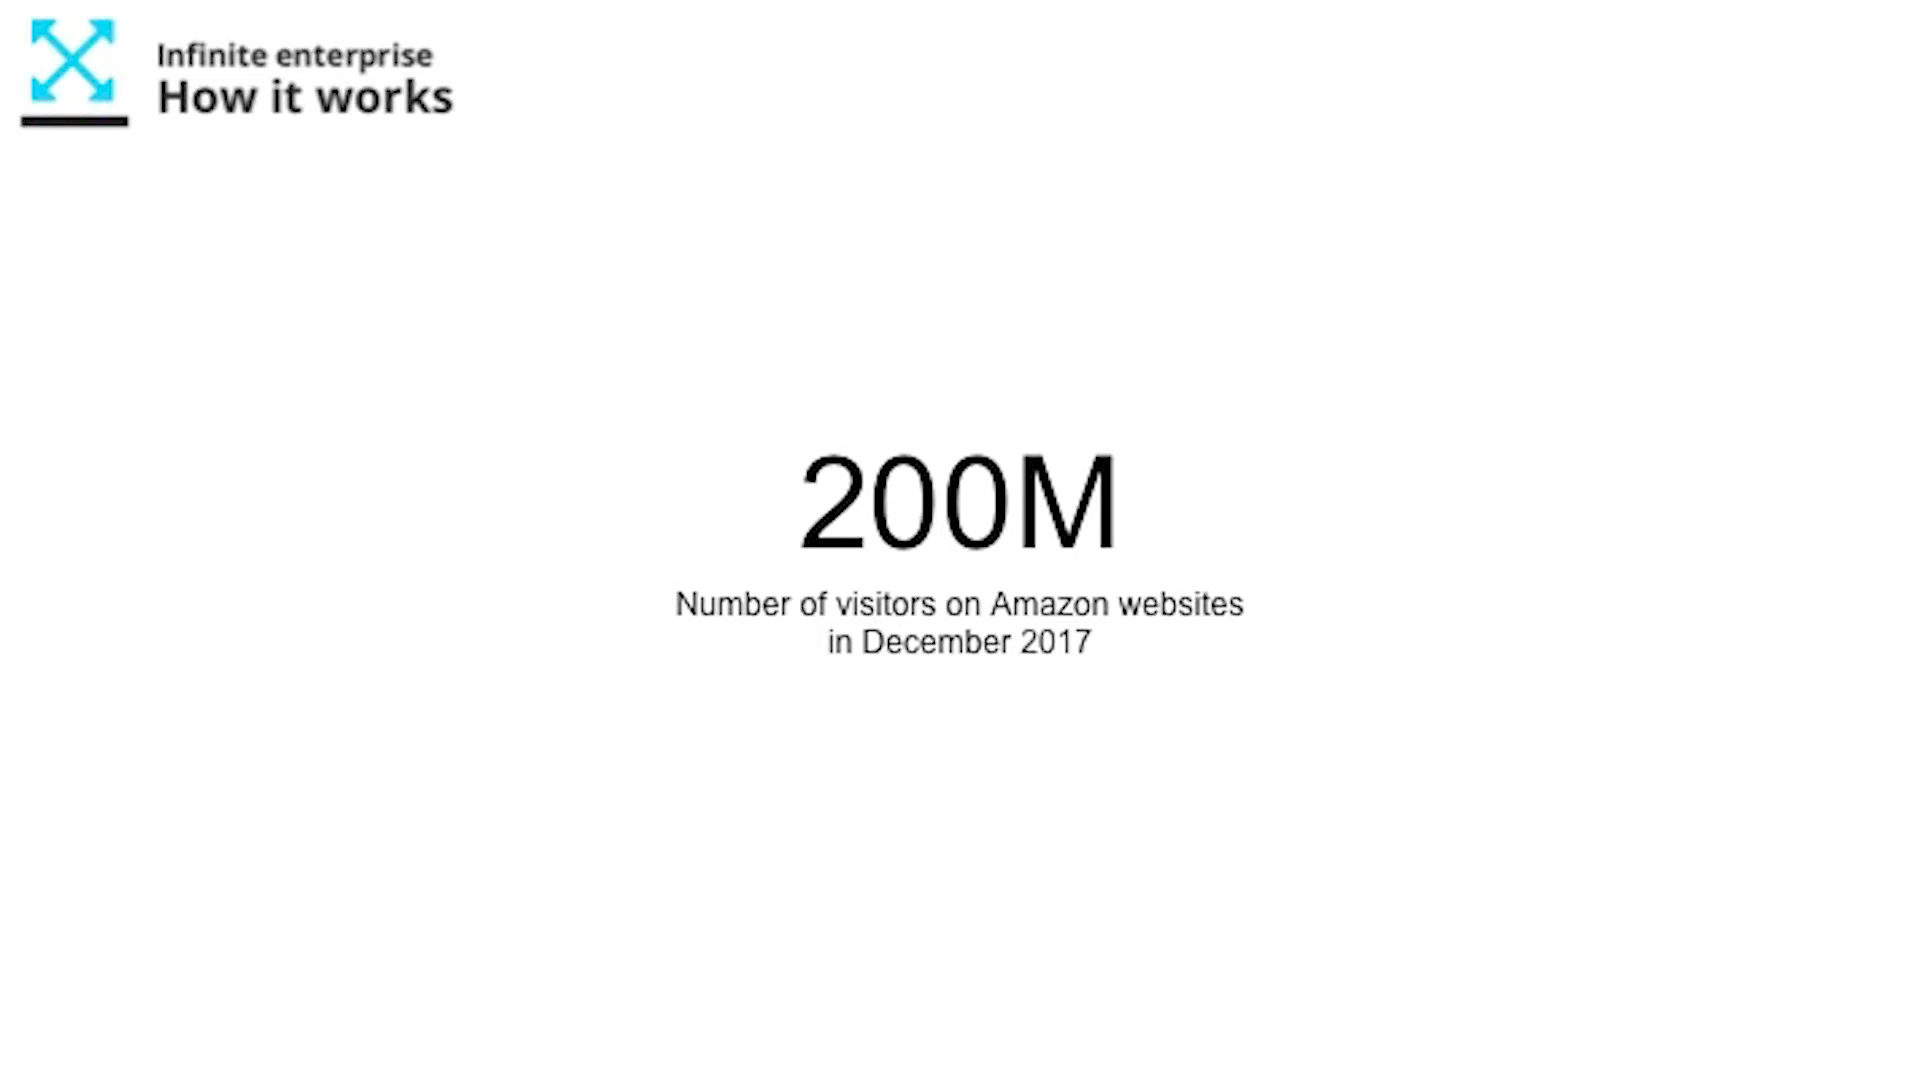 Infinite enterprise
How it works
200M
Number of visitors on Amazon websites
in December 2017